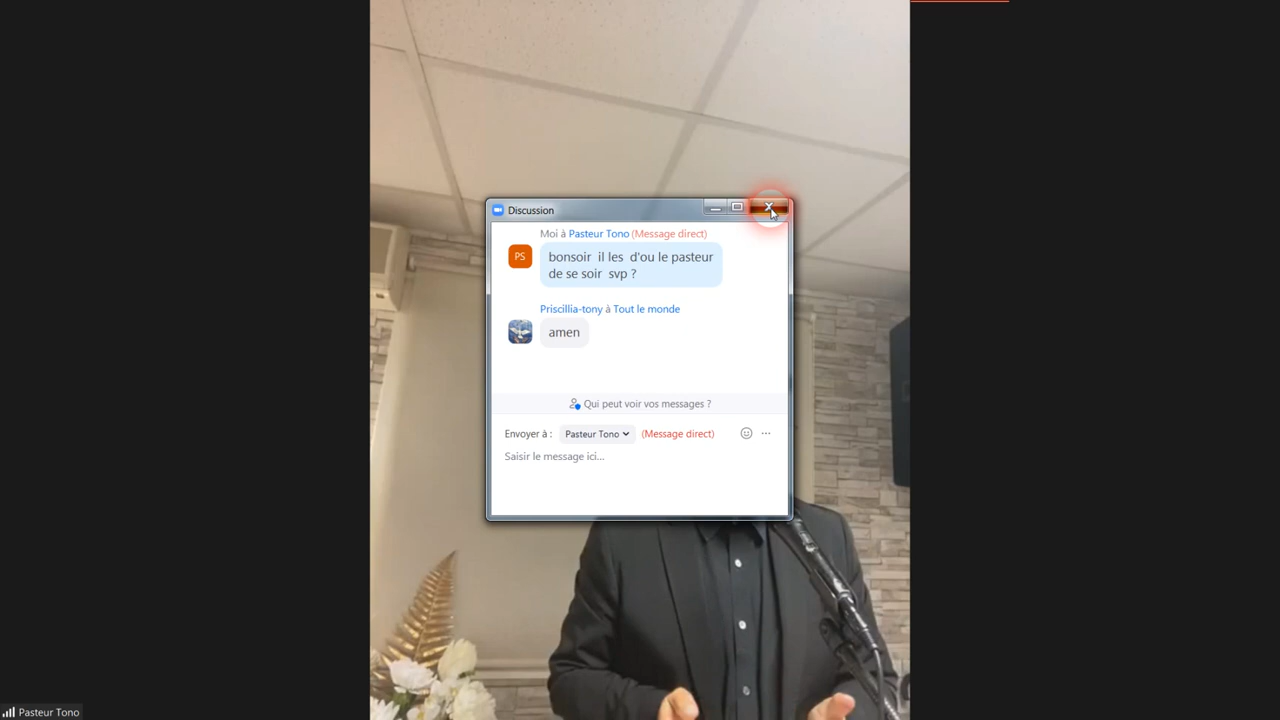 Discussion
Moi à Pasteur Tono (Message direct)
PS
bonsoir il les d'ou le pasteur
de se soir svp ?
Priscillia-tony à Tout le monde
amen
Qui peut voir vos messages ?
Envoyer à : Pasteur Tono (Message direct)
Saisir le message ici...
Pasteur Tono